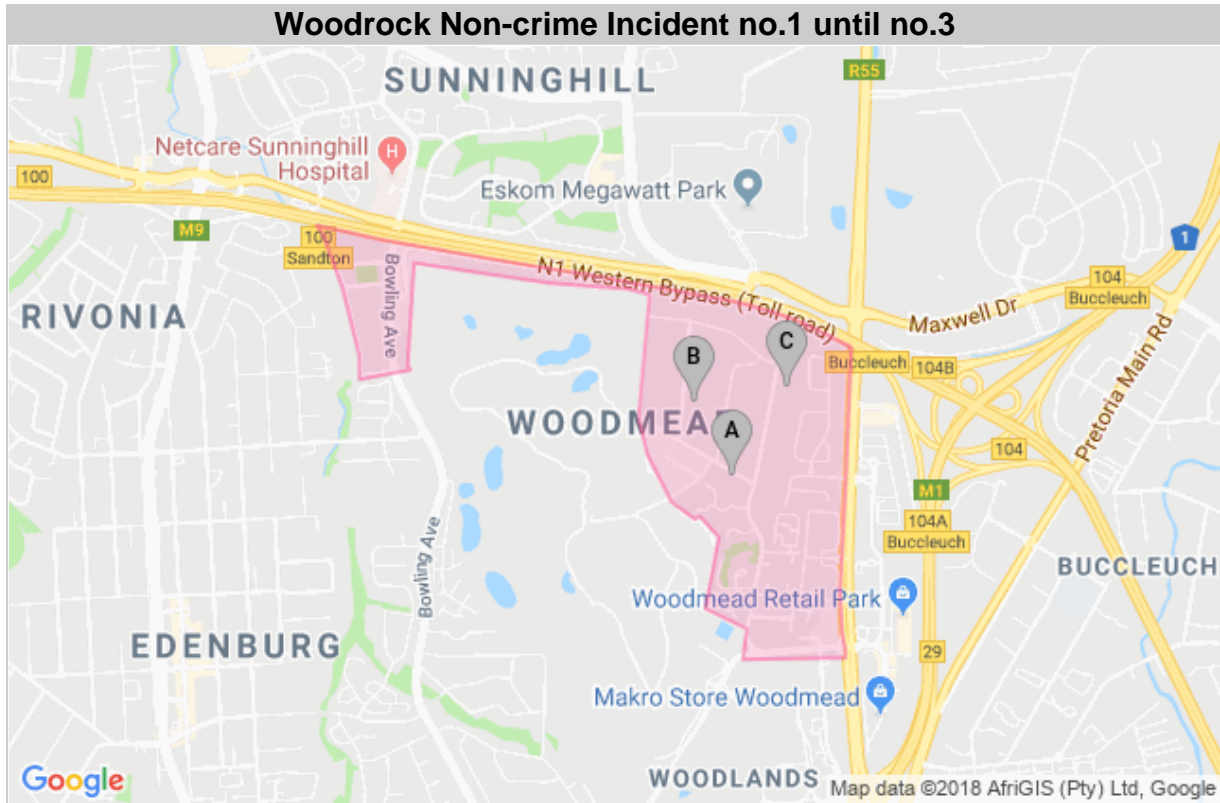 Woodrock Non-crime Incident no.1 until no.3
SUNNINGHILL
R55
Netcare Sunninghill
Hospital
H
100
Eskom Megawatt Park
M9
100
Sandton
1
Bowling Ave
N1 Western Bypass (Toll road)
104
Buccleuch
RIVONIA
Maxwell Dr
C
B
Buccleuch
104B
Pretoria Main Rd
WOODMEA
A
104
M1
104A
Buccleuch
Bowling Ave
BUCCLEUCH
Woodmead Retail Park
EDENBURG
29
Makro Store Woodmead
WOODLANDS
Google
Map data ©2018 AfriGIS (Pty) Ltd, Google